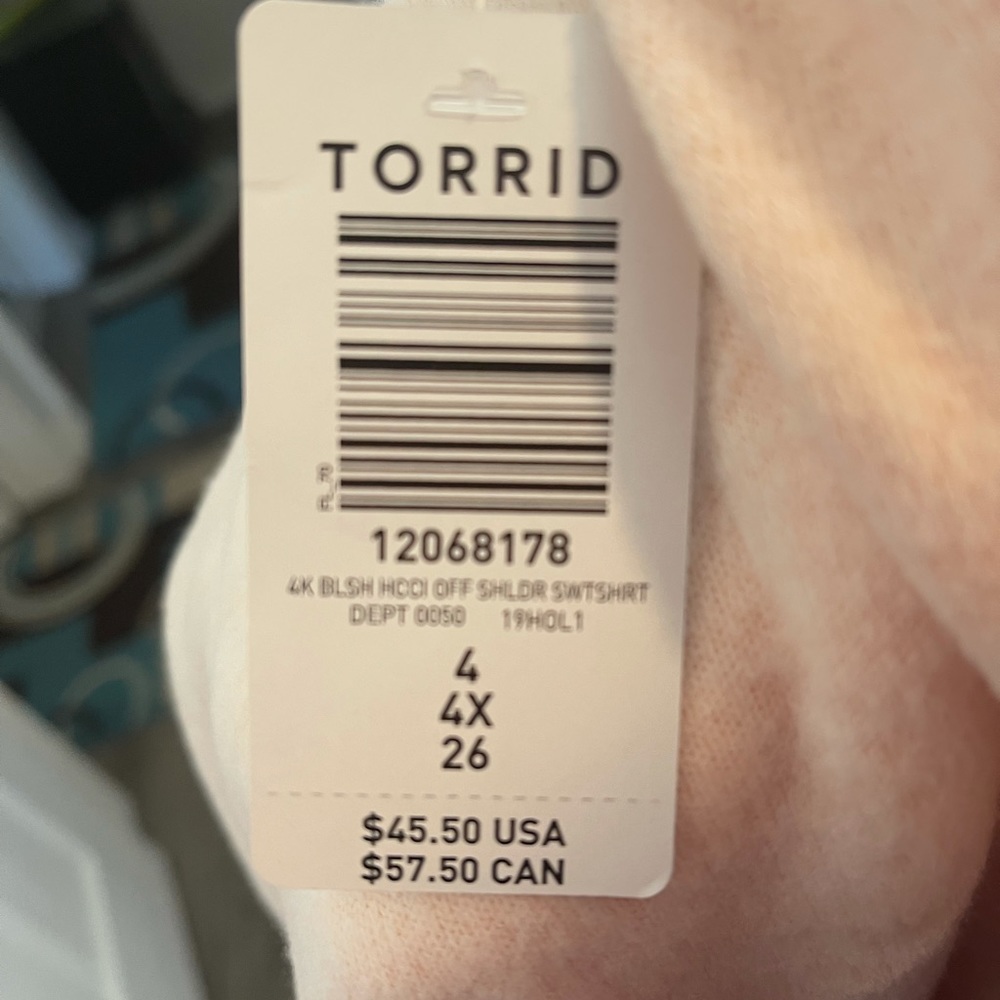 TORRID
12068178
4K BLSH HCCI OFF SHLDR SWTSHRT
DEPT 0050 19HOL1
4
4X
26
$45.50 USA
$57.50 CAN